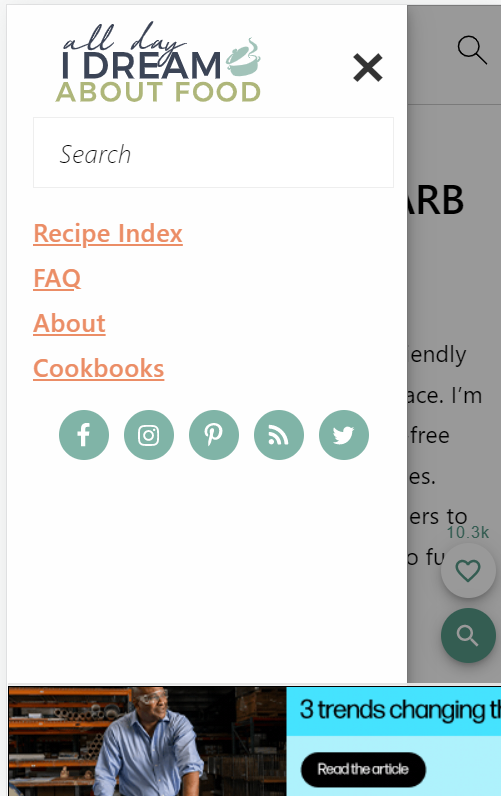 all day
I DREAM
ABOUT FOOD
Search
Recipe Index
FAQ
About
Cookbooks
ARB
endly
ace. I'm
free
es.
ers to
10.3k
o fu
3 trends changing th
Read the article